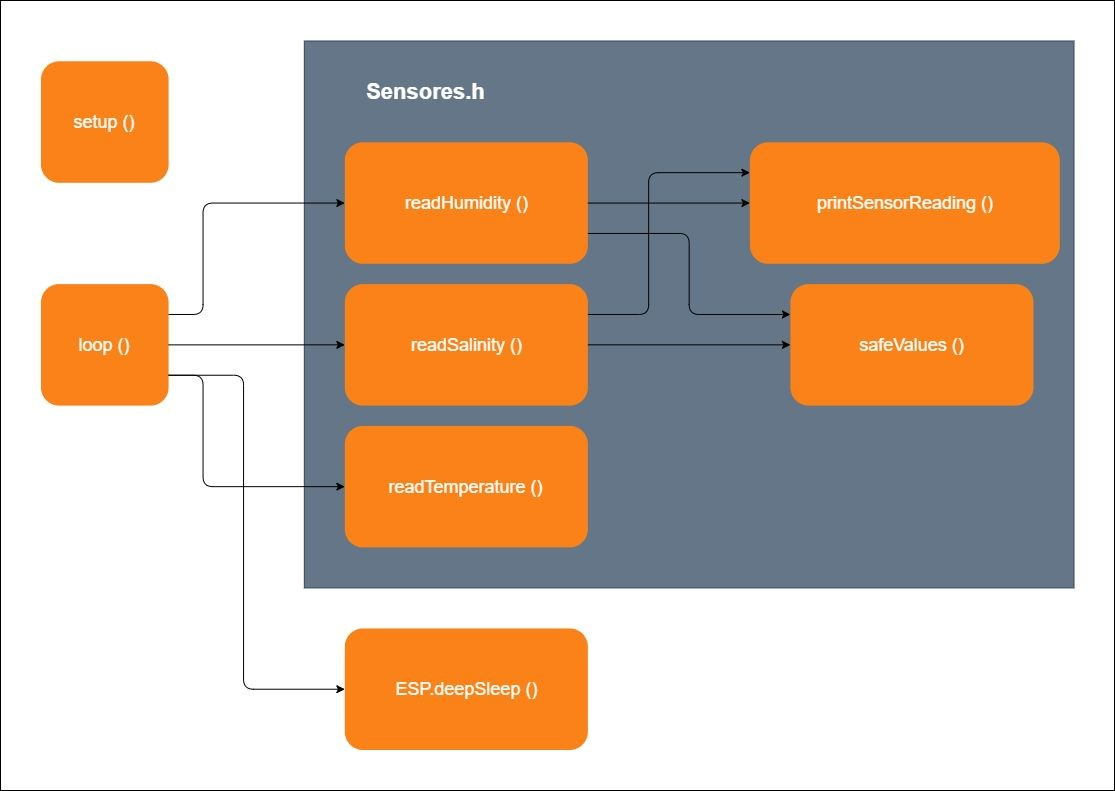 Sensores.h
setup ()
readHumidity ()
printSensorReading ()
loop ()
readSalinity ()
safeValues ()
readTemperature ()
ESP.deepSleep ()